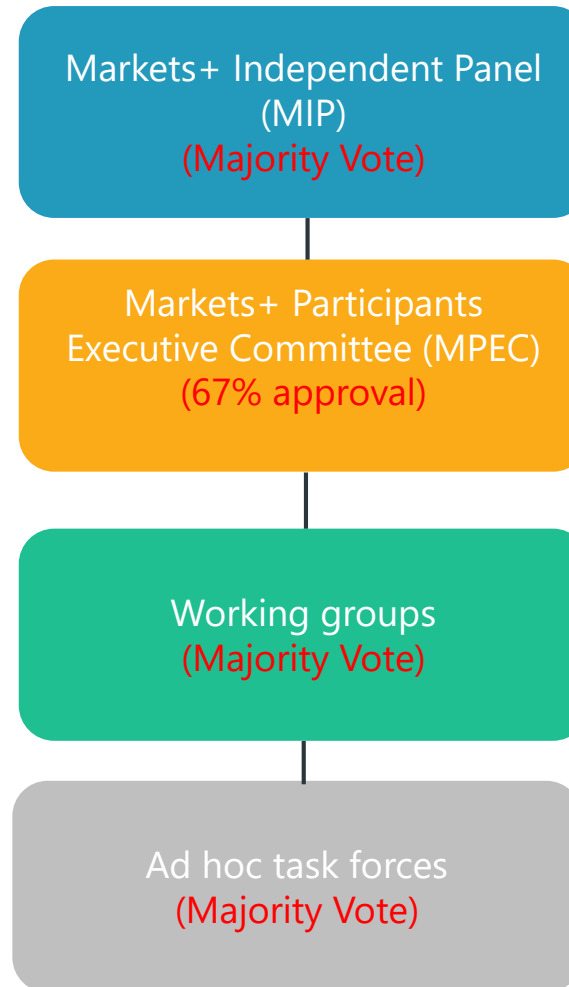 Markets+ Independent Panel
(MIP)
(Majority Vote)
Markets+ Participants
Executive Committee (MPEC)
(67% approval)
Working groups
(Majority Vote)
Ad hoc task forces
(Majority Vote)